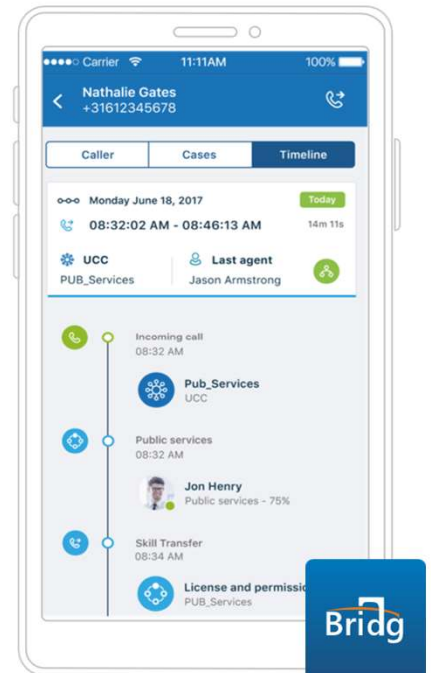 Carrier 11:11AM 100%
Nathalie Gates
+31612345678
Caller Cases Timeline
Monday June 18, 2017 Today
08:32:02 AM - 08:46:13 AM 14m 11s
UCC Last agent
PUB_Services Jason Armstrong
Incoming call
08:32 AM
Pub_Services
UCC
Public services
08:32 AM
Jon Henry
Public services - 75%
Skill Transfer
08:34 AM
License and
PUB_Services
Bridg